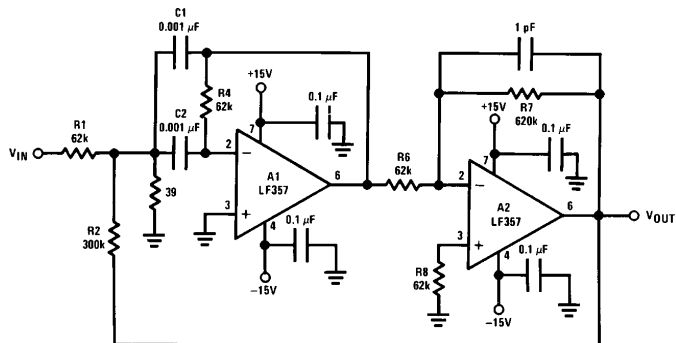 C1
0.001 µF
1 pF
R4
62k
+15V
0.1 µF
R7
620k
+15V
0.1 µF
C2
0.001 µF
R1
62k
VIN
2
7
−
A1
LF357
6
R6
62k
2
7
−
A2
LF357
6
VOUT
39
3
+
4
0.1 µF
−15V
R2
300k
3
+
4
0.1 µF
R8
62k
−15V